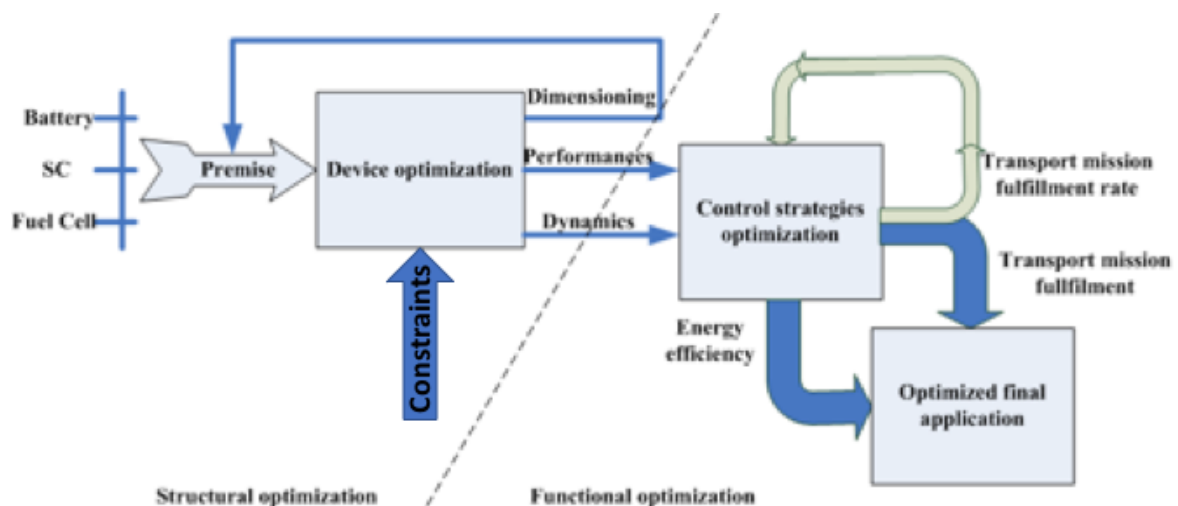 Dimensioning
Battery
SC
Premise
Device optimization
Performances
Fuel Cell
Dynamics
Constraints
Control strategies
optimization
Transport mission
fulfillment rate
Transport mission
fullfilment
Energy
efficiency
Optimized final
application
Structural optimization
Functional optimization